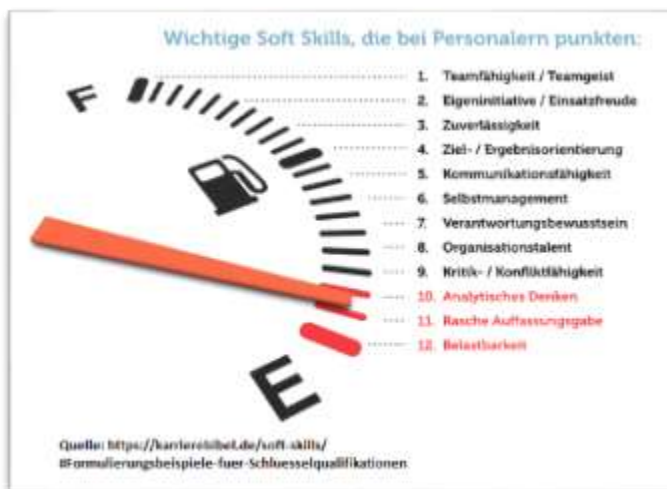 Wichtige Soft Skills, die bei Personalern punkten:
F
1. Teamfähigkeit / Teamgeist
2. Eigeninitiative / Einsatzfreude
3. Zuverlässigkeit
4. Ziel- / Ergebnisorientierung
5. Kommunikationsfähigkeit
6. Selbstmanagement
7. Verantwortungsbewusstsein
8. Organisationstalent
9. Kritik- / Konfliktfähigkeit
10. Analytisches Denken
11. Rasche Auffassungsgabe
12. Belastbarkeit
E
Quelle: https://karrierebibel.de/soft-skills/
#Formulierungsbeispiele-fuer-Schluesselqualifikationen